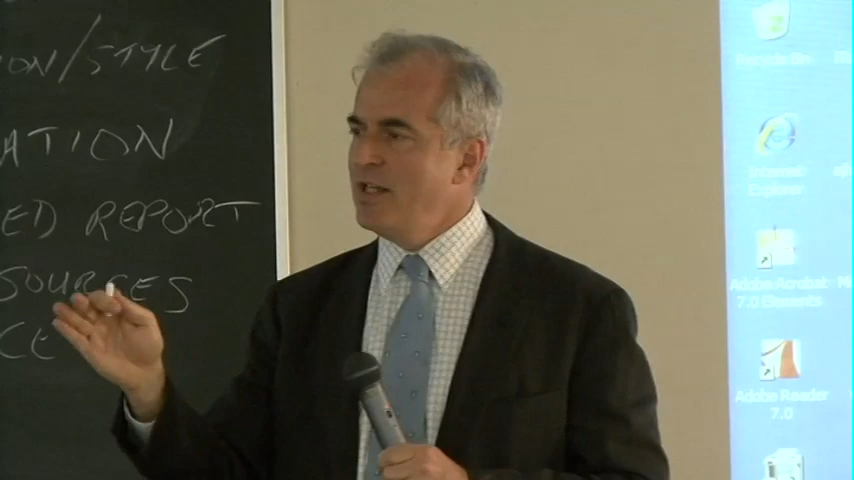 ION/STYLE
ATION
ED REPORT
SOURCES
CE
Recycle Bin
Internet
Explorer
Adobe Acrobat
7.0 Elements
Adobe Reader
7.0